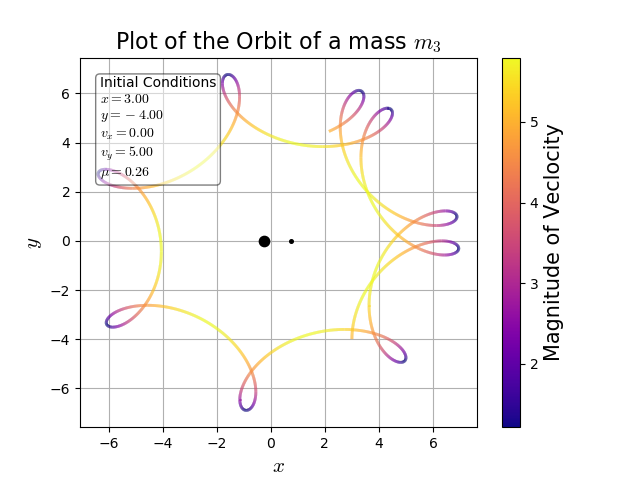 Plot of the Orbit of a mass m₃
Initial Conditions
x = 3.00
y = − 4.00
vₓ = 0.00
v_y = 5.00
μ = 0.26
6
4
2
0
−2
−4
−6
y
−6
−4
−2
0
2
4
6
x
5
4
3
2
Magnitude of Veclocity